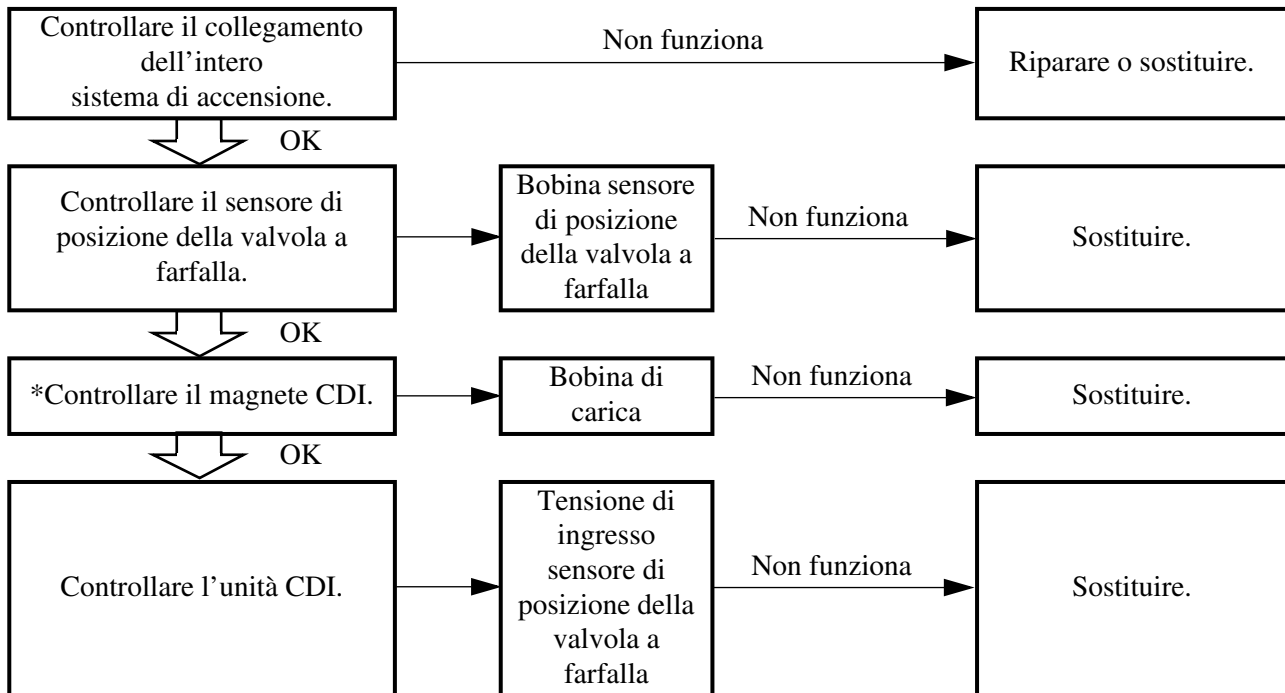 Controllare il collegamento
dell'intero
sistema di accensione.
Non funziona
Riparare o sostituire.
OK
Controllare il sensore di
posizione della valvola a
farfalla.
Bobina sensore
di posizione
della valvola a
farfalla
Non funziona
Sostituire.
OK
*Controllare il magnete CDI.
Bobina di
carica
Non funziona
Sostituire.
OK
Controllare l'unità CDI.
Tensione di
ingresso
sensore di
posizione della
valvola a
farfalla
Non funziona
Sostituire.